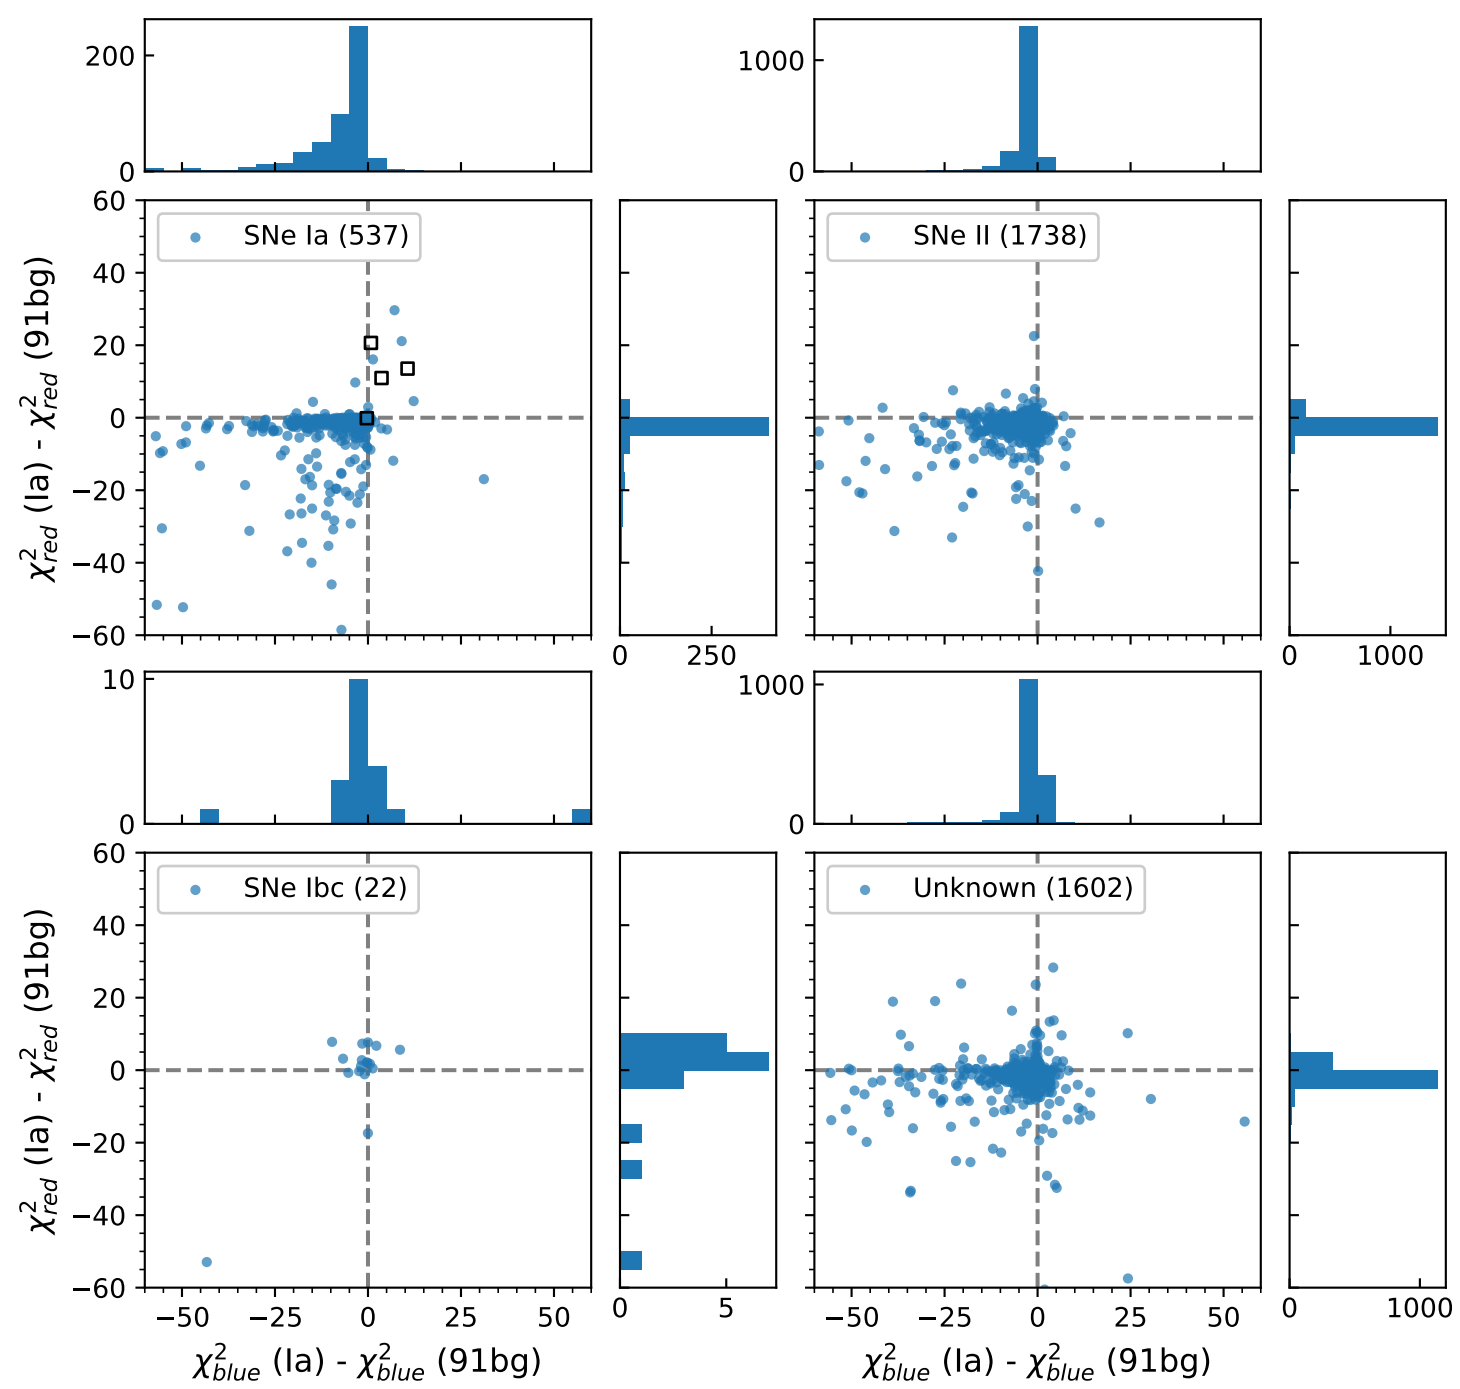 200
0
1000
0
60
40
20
0
−20
−40
−60
SNe Ia (537)
χ²red (Ia) - χ²red (91bg)
0 250
SNe II (1738)
0 1000
10
5
0
1000
0
60
40
20
0
−20
−40
−60
SNe Ibc (22)
χ²red (Ia) - χ²red (91bg)
−50 −25 0 25 50
χ²blue (Ia) - χ²blue (91bg)
0 5
Unknown (1602)
−50 −25 0 25 50
χ²blue (Ia) - χ²blue (91bg)
0 1000